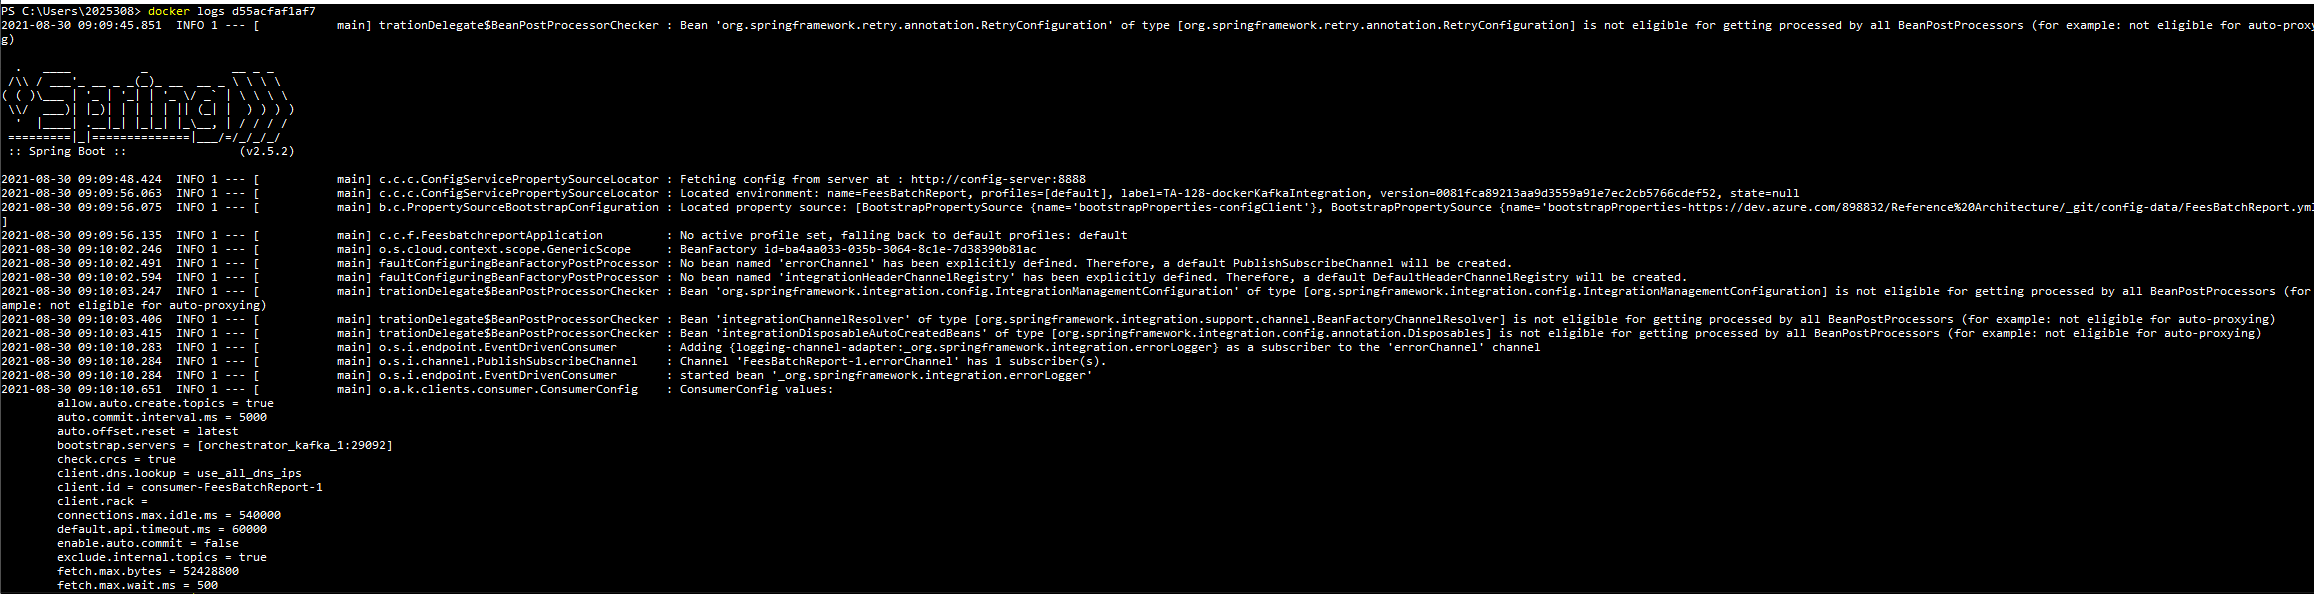 PS C:\Users\2025308> docker logs d55acfaf1af7
2021-08-30 09:09:45.851  INFO 1 --- [           main] trationDelegate$BeanPostProcessorChecker : Bean 'org.springframework.retry.annotation.RetryConfiguration' of type [org.springframework.retry.annotation.RetryConfiguration] is not eligible for getting processed by all BeanPostProcessors (for example: not eligible for auto-proxy
g)
  .   ____          _            __ _ _
 /\\ / ___'_ __ _ _(_)_ __  __ _ \ \ \ \
( ( )\___ | '_ | '_| | '_ \/ _` | \ \ \ \
 \\/  ___)| |_)| | | | | || (_| |  ) ) ) )
  '  |____| .__|_| |_|_| |_\__, | / / / /
 =========|_|==============|___/=/_/_/_/
 :: Spring Boot ::                (v2.5.2)
2021-08-30 09:09:48.424  INFO 1 --- [           main] c.c.c.ConfigServicePropertySourceLocator : Fetching config from server at : http://config-server:8888
2021-08-30 09:09:56.063  INFO 1 --- [           main] c.c.c.ConfigServicePropertySourceLocator : Located environment: name=FeesBatchReport, profiles=[default], label=TA-128-dockerKafkaIntegration, version=0081fca89213aa9d3559a91e7ec2cb5766cdef52, state=null
2021-08-30 09:09:56.075  INFO 1 --- [           main] b.c.PropertySourceBootstrapConfiguration : Located property source: [BootstrapPropertySource {name='bootstrapProperties-configClient'}, BootstrapPropertySource {name='bootstrapProperties-https://dev.azure.com/898832/Reference%20Architecture/_git/config-data/FeesBatchReport.yml
]
2021-08-30 09:09:56.135  INFO 1 --- [           main] c.c.f.FeesbatchreportApplication         : No active profile set, falling back to default profiles: default
2021-08-30 09:10:02.246  INFO 1 --- [           main] o.s.cloud.context.scope.GenericScope     : BeanFactory id=ba4aa033-035b-3064-8c1e-7d38390b81ac
2021-08-30 09:10:02.491  INFO 1 --- [           main] faultConfiguringBeanFactoryPostProcessor : No bean named 'errorChannel' has been explicitly defined. Therefore, a default PublishSubscribeChannel will be created.
2021-08-30 09:10:02.594  INFO 1 --- [           main] faultConfiguringBeanFactoryPostProcessor : No bean named 'integrationHeaderChannelRegistry' has been explicitly defined. Therefore, a default DefaultHeaderChannelRegistry will be created.
2021-08-30 09:10:03.247  INFO 1 --- [           main] trationDelegate$BeanPostProcessorChecker : Bean 'org.springframework.integration.config.IntegrationManagementConfiguration' of type [org.springframework.integration.config.IntegrationManagementConfiguration] is not eligible for getting processed by all BeanPostProcessors (for
ample: not eligible for auto-proxying)
2021-08-30 09:10:03.406  INFO 1 --- [           main] trationDelegate$BeanPostProcessorChecker : Bean 'integrationChannelResolver' of type [org.springframework.integration.support.channel.BeanFactoryChannelResolver] is not eligible for getting processed by all BeanPostProcessors (for example: not eligible for auto-proxying)
2021-08-30 09:10:03.415  INFO 1 --- [           main] trationDelegate$BeanPostProcessorChecker : Bean 'integrationDisposableAutoCreatedBeans' of type [org.springframework.integration.config.annotation.Disposables] is not eligible for getting processed by all BeanPostProcessors (for example: not eligible for auto-proxying)
2021-08-30 09:10:10.283  INFO 1 --- [           main] o.s.i.endpoint.EventDrivenConsumer       : Adding {logging-channel-adapter:_org.springframework.integration.errorLogger} as a subscriber to the 'errorChannel' channel
2021-08-30 09:10:10.284  INFO 1 --- [           main] o.s.i.channel.PublishSubscribeChannel    : Channel 'FeesBatchReport-1.errorChannel' has 1 subscriber(s).
2021-08-30 09:10:10.284  INFO 1 --- [           main] o.s.i.endpoint.EventDrivenConsumer       : started bean '_org.springframework.integration.errorLogger'
2021-08-30 09:10:10.651  INFO 1 --- [           main] o.a.k.clients.consumer.ConsumerConfig    : ConsumerConfig values:
        allow.auto.create.topics = true
        auto.commit.interval.ms = 5000
        auto.offset.reset = latest
        bootstrap.servers = [orchestrator_kafka_1:29092]
        check.crcs = true
        client.dns.lookup = use_all_dns_ips
        client.id = consumer-FeesBatchReport-1
        client.rack =
        connections.max.idle.ms = 540000
        default.api.timeout.ms = 60000
        enable.auto.commit = false
        exclude.internal.topics = true
        fetch.max.bytes = 52428800
        fetch.max.wait.ms = 500